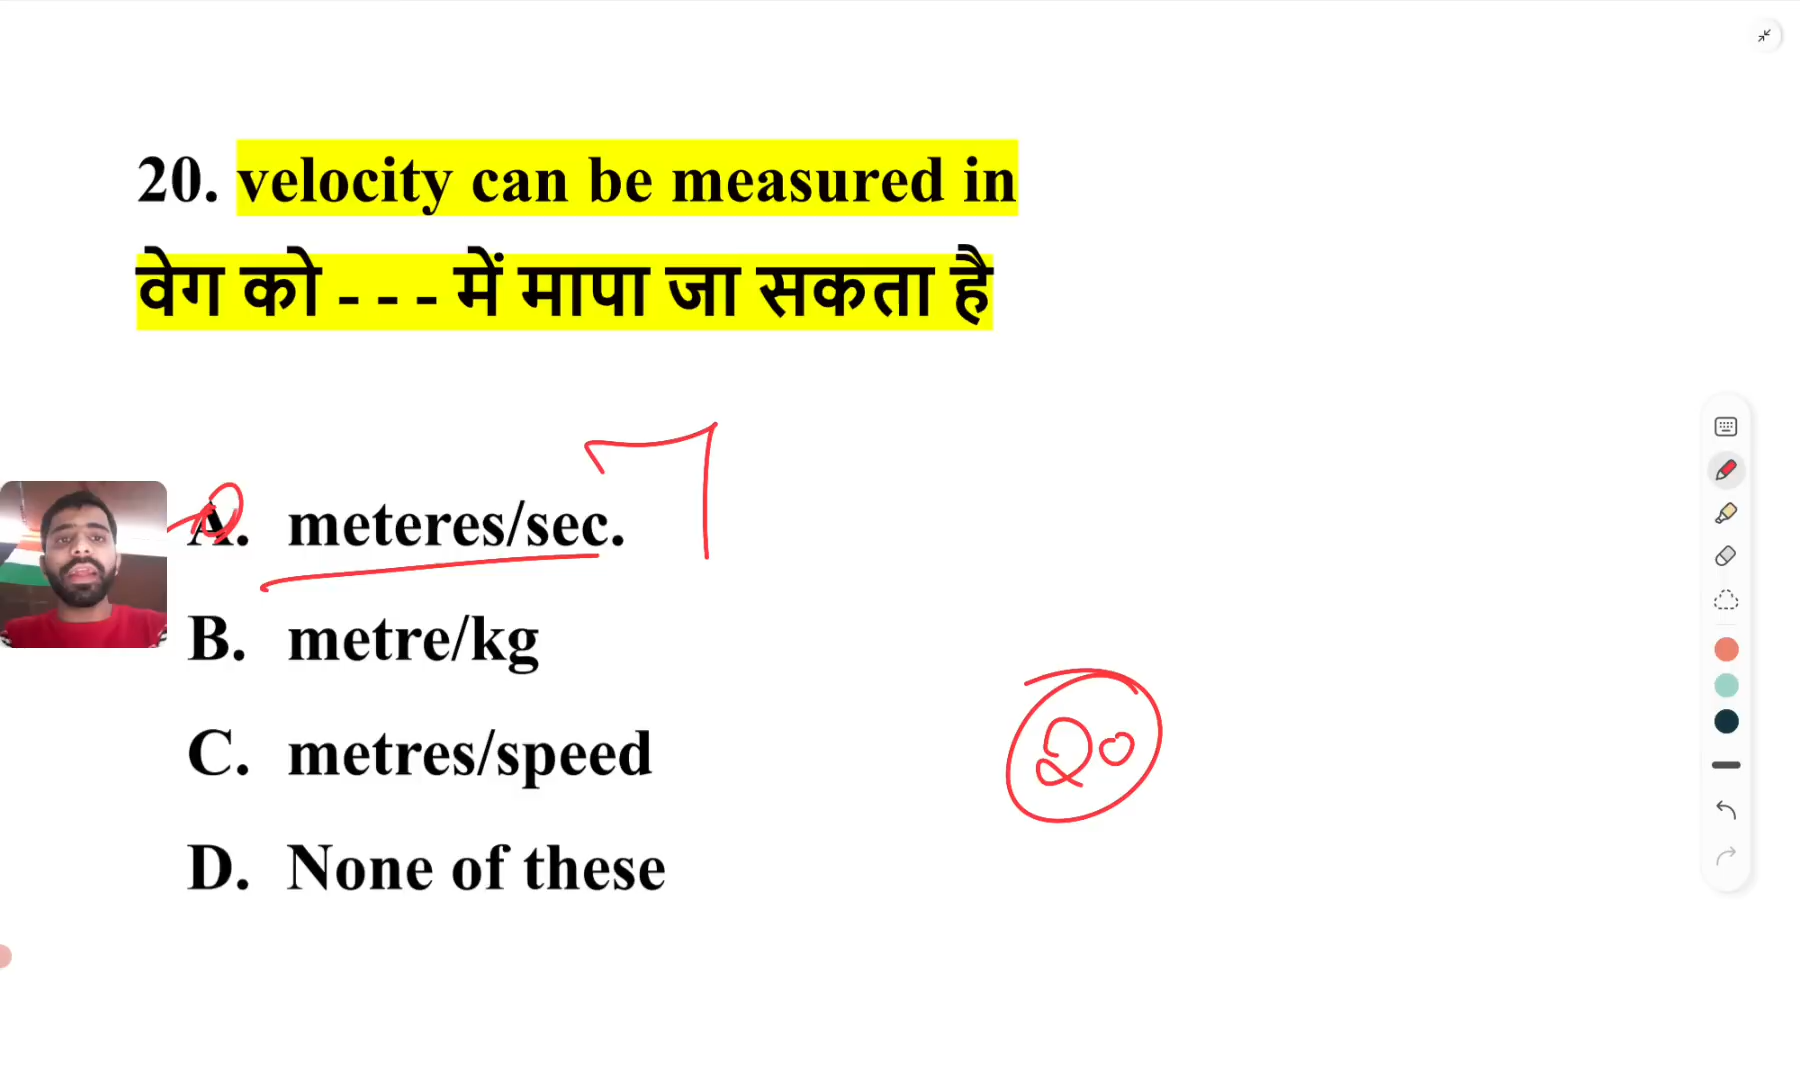 20. velocity can be measured in
वेग को - - - में मापा जा सकता है
A. meteres/sec.
B. metre/kg
C. metres/speed
20
D. None of these